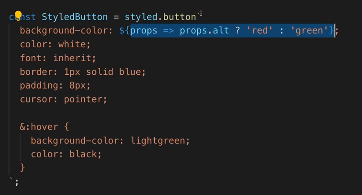 const StyledButton = styled.button`
background-color: ${props => props.alt ? 'red' : 'green'};
color: white;
font: inherit;
border: 1px solid blue;
padding: 8px;
cursor: pointer;
&:hover {
background-color: lightgreen;
color: black;
}
`;